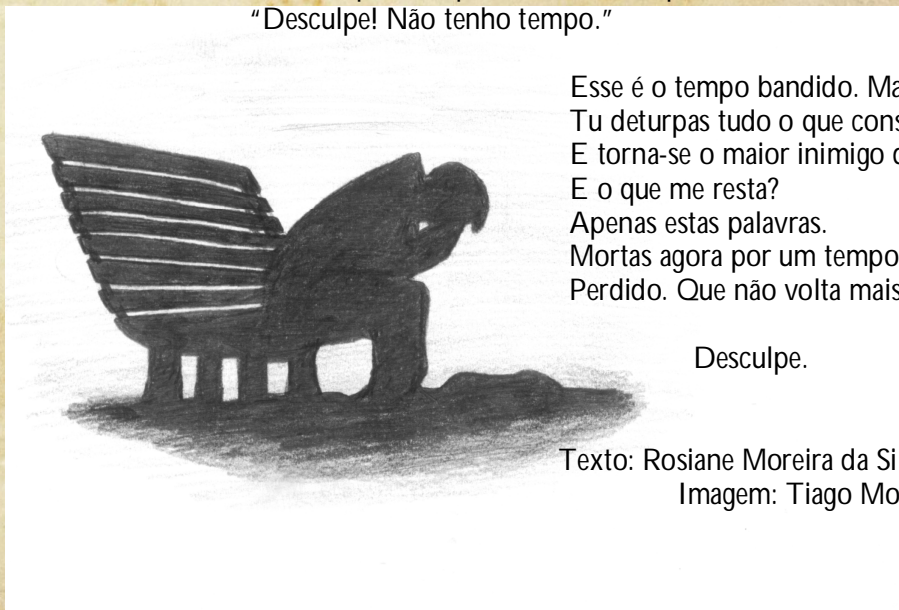 “Desculpe! Não tenho tempo.”
Esse é o tempo bandido.
Tu deturpas tudo o que
E torna-se o maior inimigo
E o que me resta?
Apenas estas palavras.
Mortas agora por um tempo
Perdido. Que não volta mais
Desculpe.
Texto: Rosiane Moreira da
Imagem: Tiago